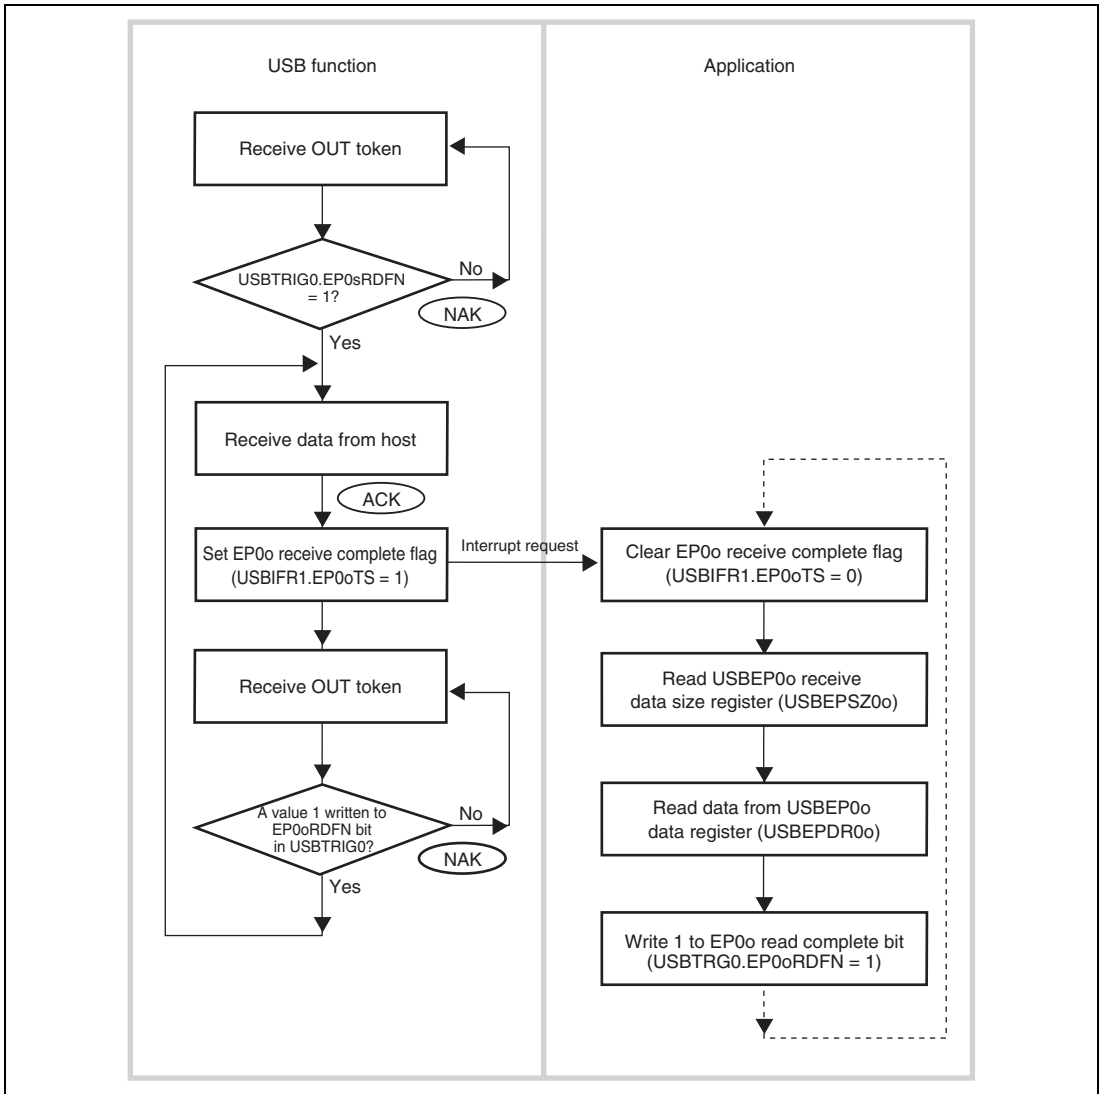 USB function
Application
Receive OUT token
USBTRIG0.EP0sRDFN
= 1?
No
NAK
Yes
Receive data from host
ACK
Set EP0o receive complete flag
(USBIFR1.EP0oTS = 1)
Interrupt request
Clear EP0o receive complete flag
(USBIFR1.EP0oTS = 0)
Receive OUT token
Read USBEP0o receive
data size register (USBEPSZ0o)
A value 1 written to
EP0oRDFN bit
in USBTRIG0?
No
NAK
Yes
Read data from USBEP0o
data register (USBEPDR0o)
Write 1 to EP0o read complete bit
(USBTRG0.EP0oRDFN = 1)